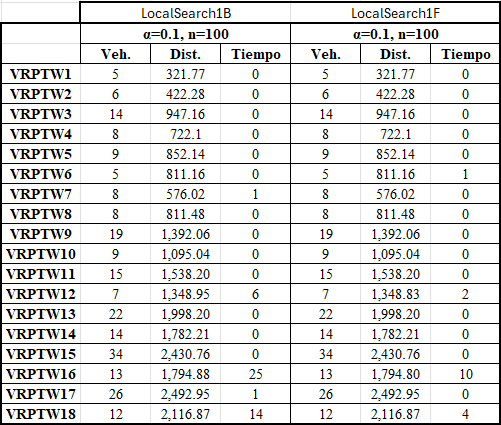 LocalSearch1B LocalSearch1F
α=0.1, n=100 α=0.1, n=100
Veh. Dist. Tiempo Veh. Dist. Tiempo
VRPTW1 5 321.77 0 5 321.77 0
VRPTW2 6 422.28 0 6 422.28 0
VRPTW3 14 947.16 0 14 947.16 0
VRPTW4 8 722.1 0 8 722.1 0
VRPTW5 9 852.14 0 9 852.14 0
VRPTW6 5 811.16 0 5 811.16 1
VRPTW7 8 576.02 1 8 576.02 0
VRPTW8 8 811.48 0 8 811.48 0
VRPTW9 19 1,392.06 0 19 1,392.06 0
VRPTW10 9 1,095.04 0 9 1,095.04 0
VRPTW11 15 1,538.20 0 15 1,538.20 0
VRPTW12 7 1,348.95 6 7 1,348.83 2
VRPTW13 22 1,998.20 0 22 1,998.20 0
VRPTW14 14 1,782.21 0 14 1,782.21 0
VRPTW15 34 2,430.76 0 34 2,430.76 0
VRPTW16 13 1,794.88 25 13 1,794.80 10
VRPTW17 26 2,492.95 1 26 2,492.95 0
VRPTW18 12 2,116.87 14 12 2,116.87 4